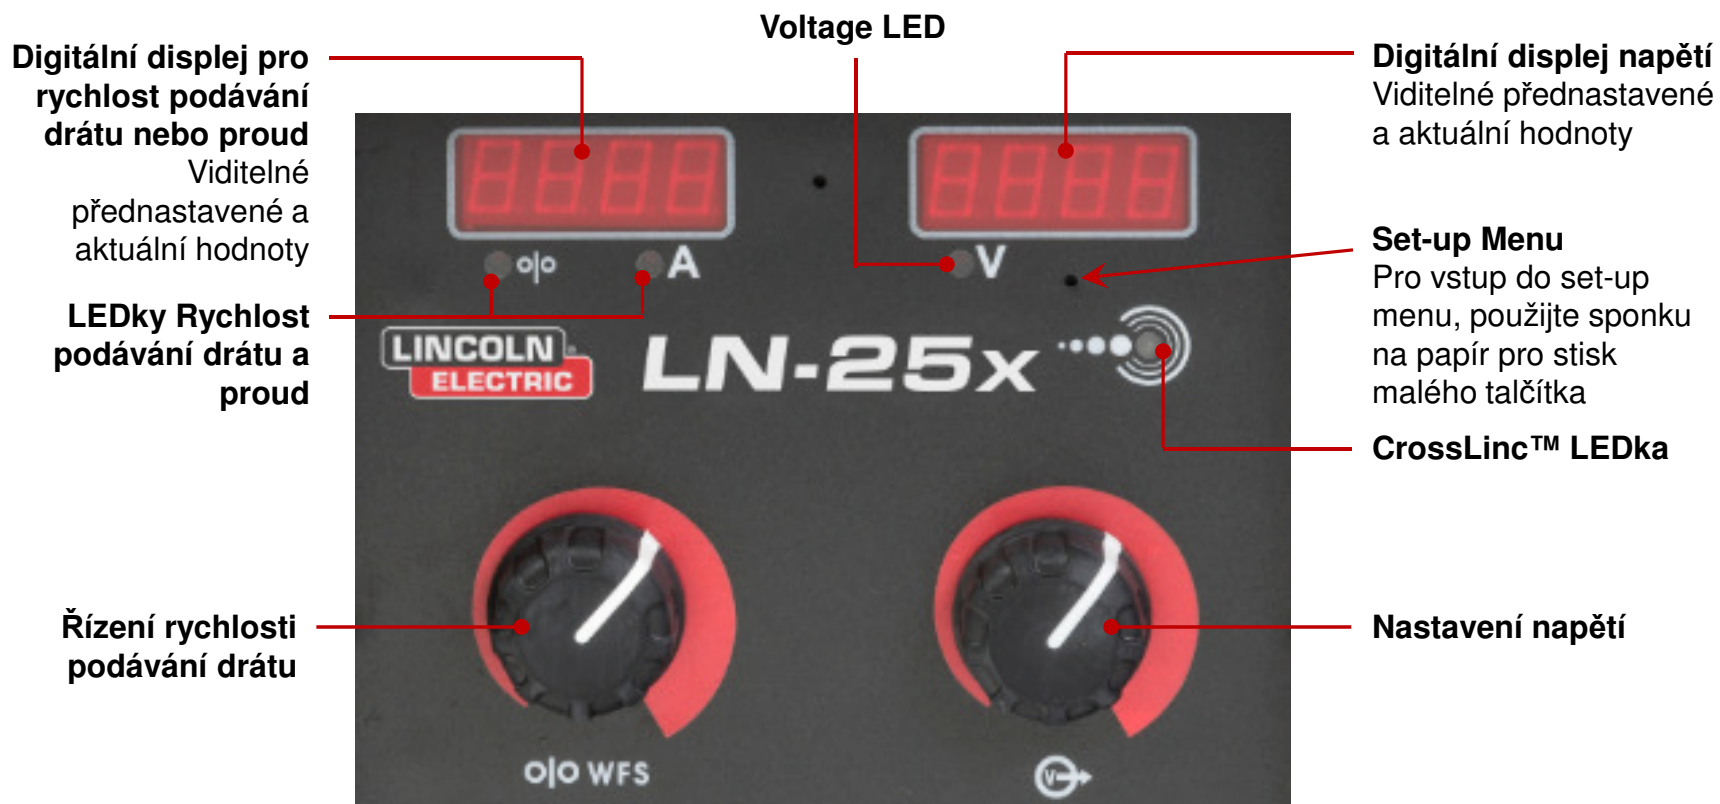 Voltage LED
Digitální displej pro
rychlost podávání
drátu nebo proud
Viditelné
přednastavené a
aktuální hodnoty
LEDky Rychlost
podávání drátu a
proud
Řízení rychlosti
podávání drátu
Digitální displej napětí
Viditelné přednastavené
a aktuální hodnoty
Set-up Menu
Pro vstup do set-up
menu, použijte sponku
na papír pro stisk
malého talčítka
CrossLinc™ LEDka
Nastavení napětí
8888
8888
o|o A
V
LINCOLN
ELECTRIC
LN-25x
o|o WFS
V